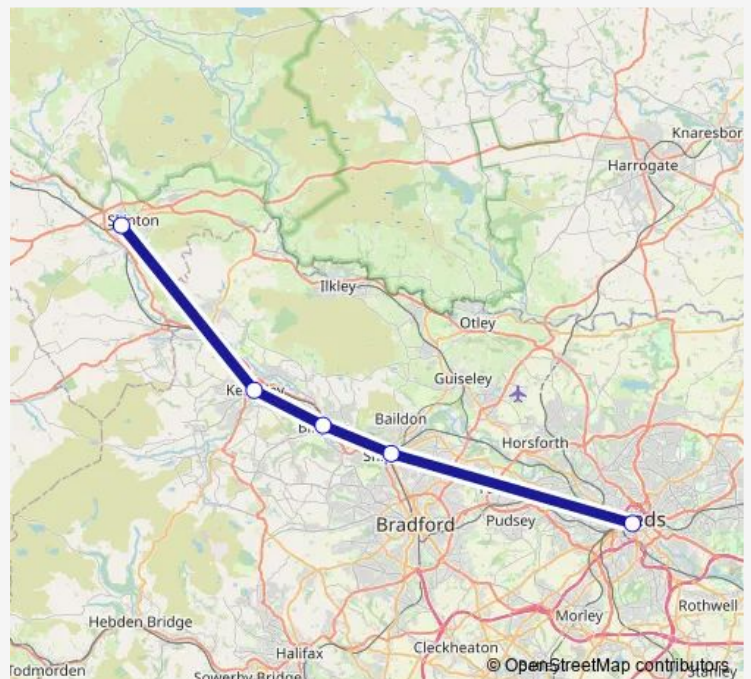 Knaresbor
Harrogate
Ilkley
Otley
Guiseley
Baildon
Horsforth
Bradford
Pudsey
Rothwell
Morley
Hebden Bridge
Halifax
Cleckheaton
Todmorden
Sowerby Bridge
© OpenStreetMap contributors
Stanley